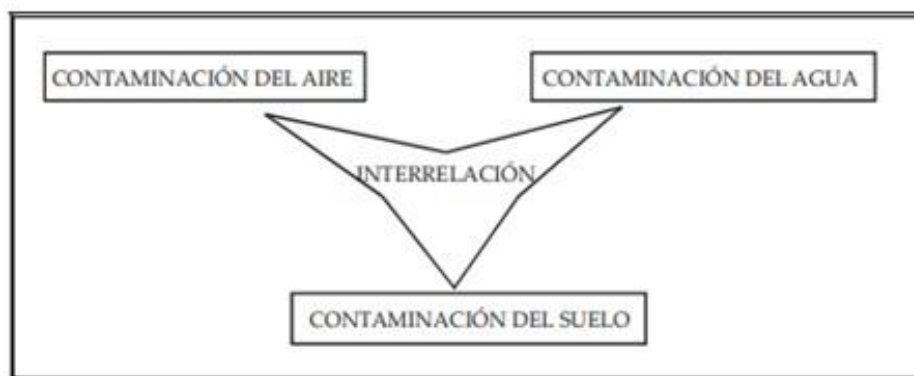 CONTAMINACIÓN DEL AIRE
CONTAMINACIÓN DEL AGUA
INTERRELACIÓN
CONTAMINACIÓN DEL SUELO